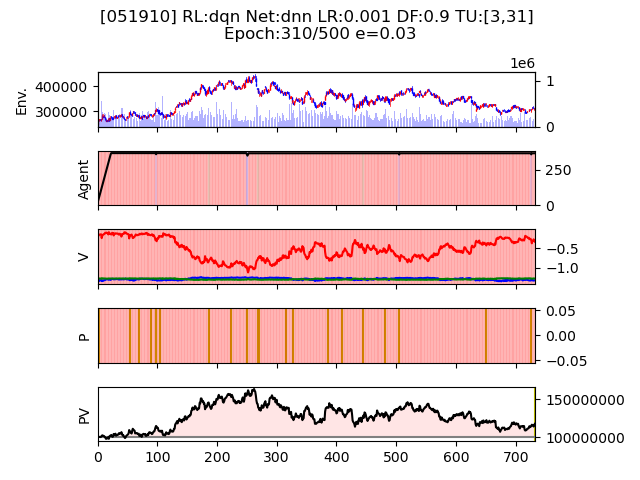 [051910] RL:dqn Net:dnn LR:0.001 DF:0.9 TU:[3,31]
Epoch:310/500 e=0.03
1e6
Env.
400000
300000
1
0
Agent
250
0
V
−0.5
−1.0
P
0.05
0.00
−0.05
PV
150000000
100000000
0 100 200 300 400 500 600 700